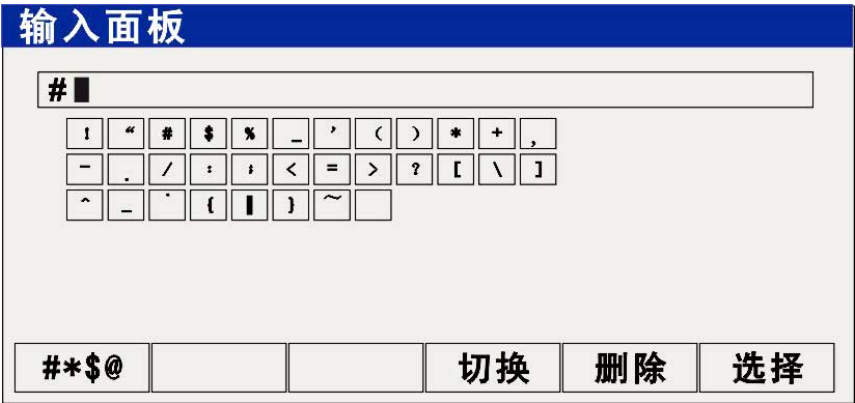 输入面板
#
! “ # $ % _ ’ ( ) * + ,
- . / : ; < = > ? [ \ ]
^ _ ˙ { | } ~
#*$@ 切换 删除 选择